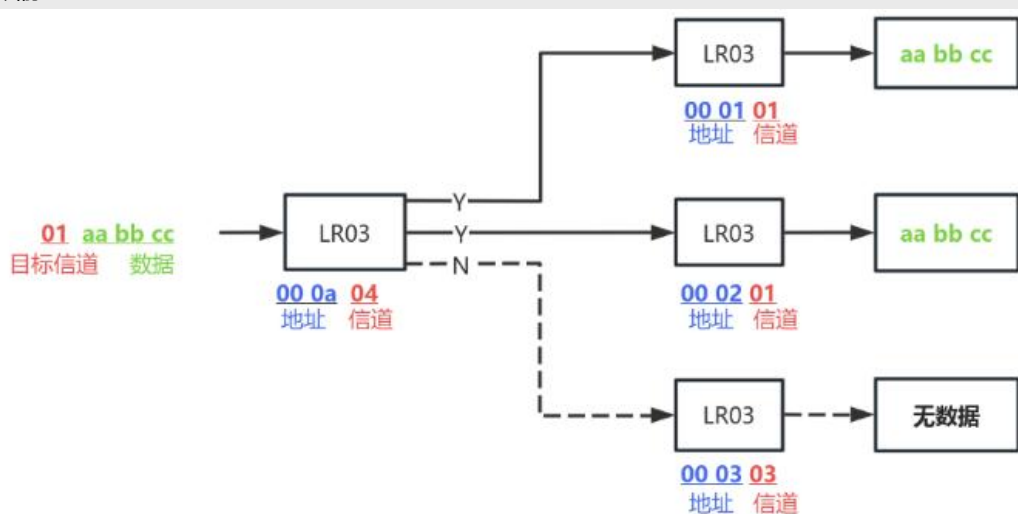 LR03
aa bb cc
00 01 01
地址 信道
Y
01 aa bb cc
目标信道 数据
LR03
Y
LR03
aa bb cc
N
00 0a 04
地址 信道
00 02 01
地址 信道
LR03
无数据
00 03 03
地址 信道